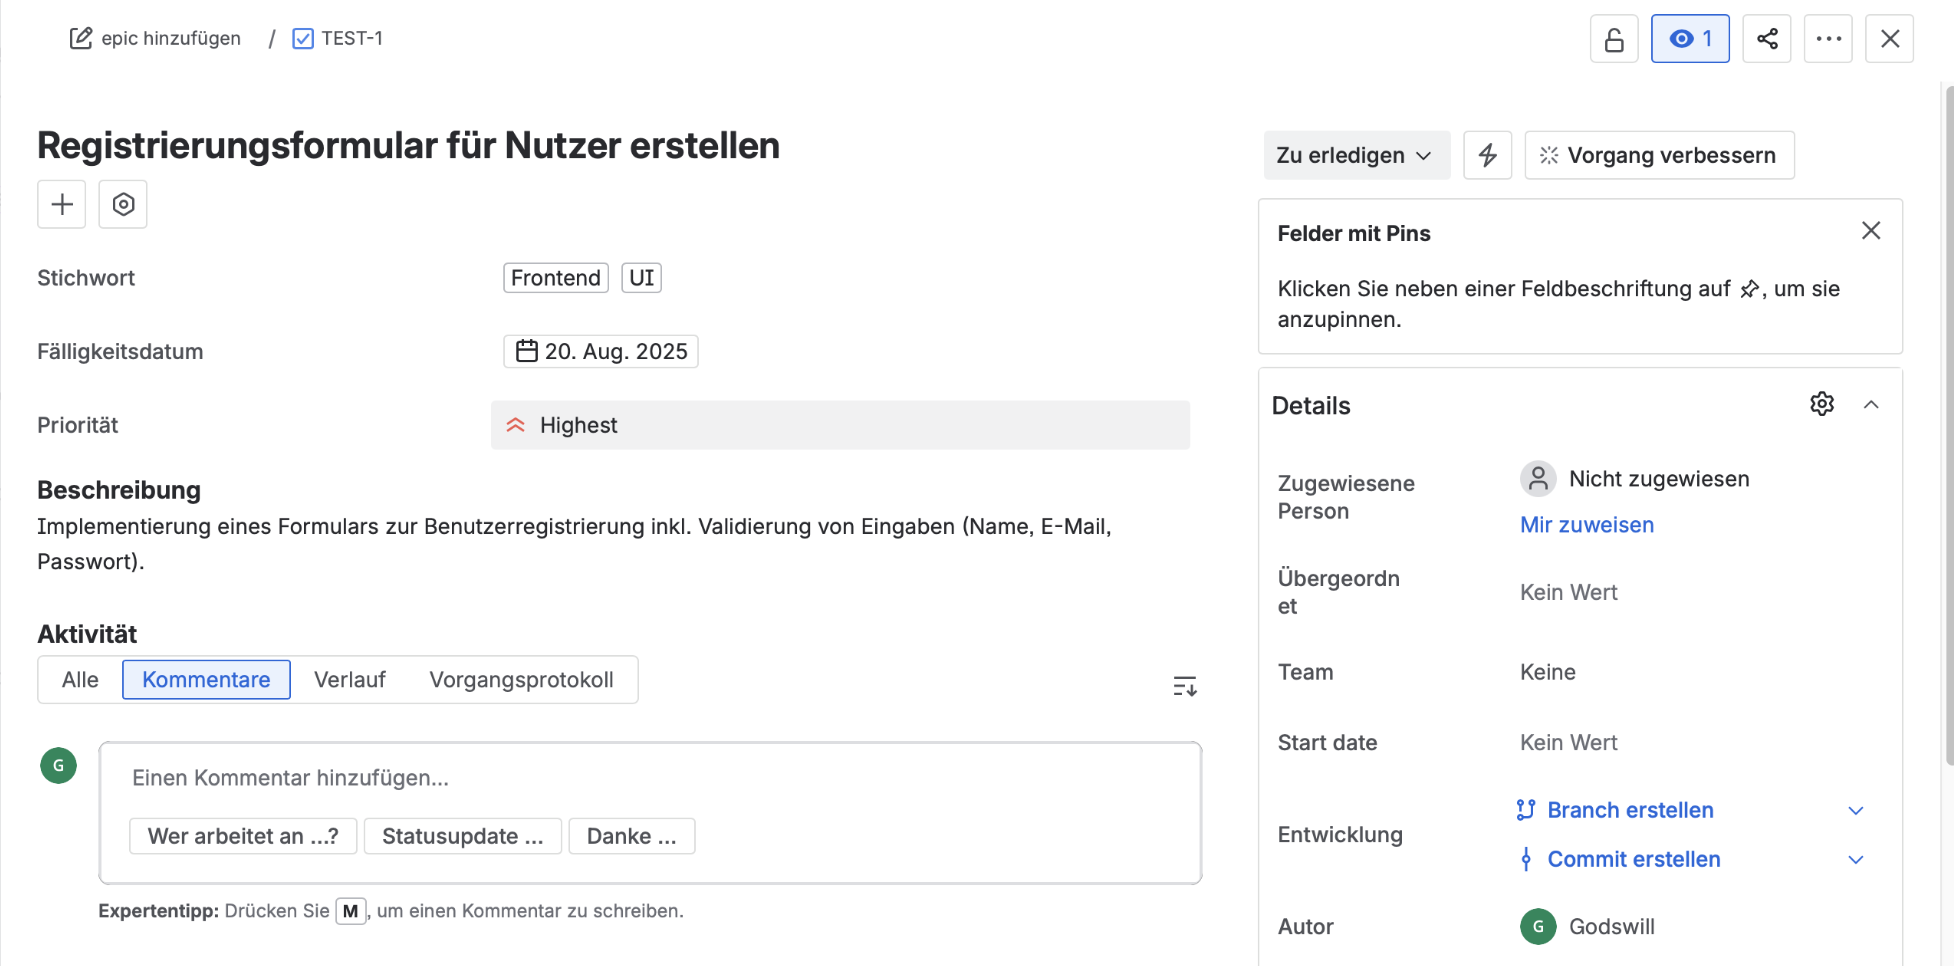 epic hinzufügen / TEST-1
1
Registrierungsformular für Nutzer erstellen
Stichwort
Frontend UI
Fälligkeitsdatum
20. Aug. 2025
Priorität
Highest
Beschreibung
Implementierung eines Formulars zur Benutzerregistrierung inkl. Validierung von Eingaben (Name, E-Mail,
Passwort).
Aktivität
Alle Kommentare Verlauf Vorgangsprotokoll
G
Einen Kommentar hinzufügen...
Wer arbeitet an ...? Statusupdate ... Danke ...
Expertentipp: Drücken Sie M, um einen Kommentar zu schreiben.
Zu erledigen
Vorgang verbessern
Felder mit Pins
Klicken Sie neben einer Feldbeschriftung auf , um sie
anzupinnen.
Details
Zugewiesene
Person
Nicht zugewiesen
Mir zuweisen
Übergeordn
et
Kein Wert
Team
Keine
Start date
Kein Wert
Entwicklung
Branch erstellen
Commit erstellen
Autor
G Godswill